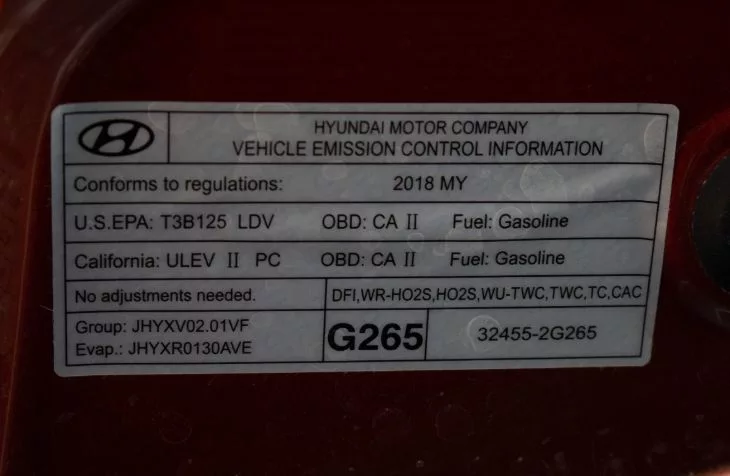 HYUNDAI MOTOR COMPANY
VEHICLE EMISSION CONTROL INFORMATION
Conforms to regulations: 2018 MY
U.S.EPA: T3B125 LDV OBD: CA II Fuel: Gasoline
California: ULEV II PC OBD: CA II Fuel: Gasoline
No adjustments needed. DFI,WR-HO2S,HO2S,WU-TWC,TWC,TC,CAC
Group: JHYXV02.01VF
Evap.: JHYXR0130AVE
G265
32455-2G265